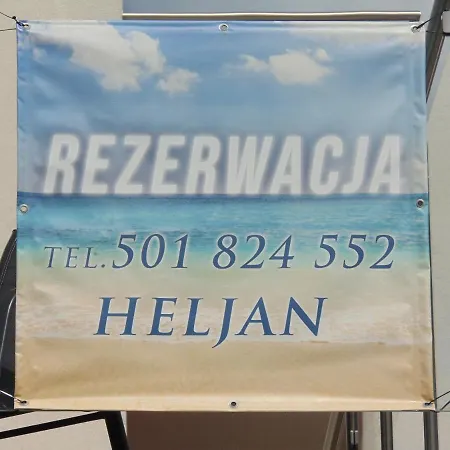 REZERWACJA
TEL. 501 824 552
HELJAN